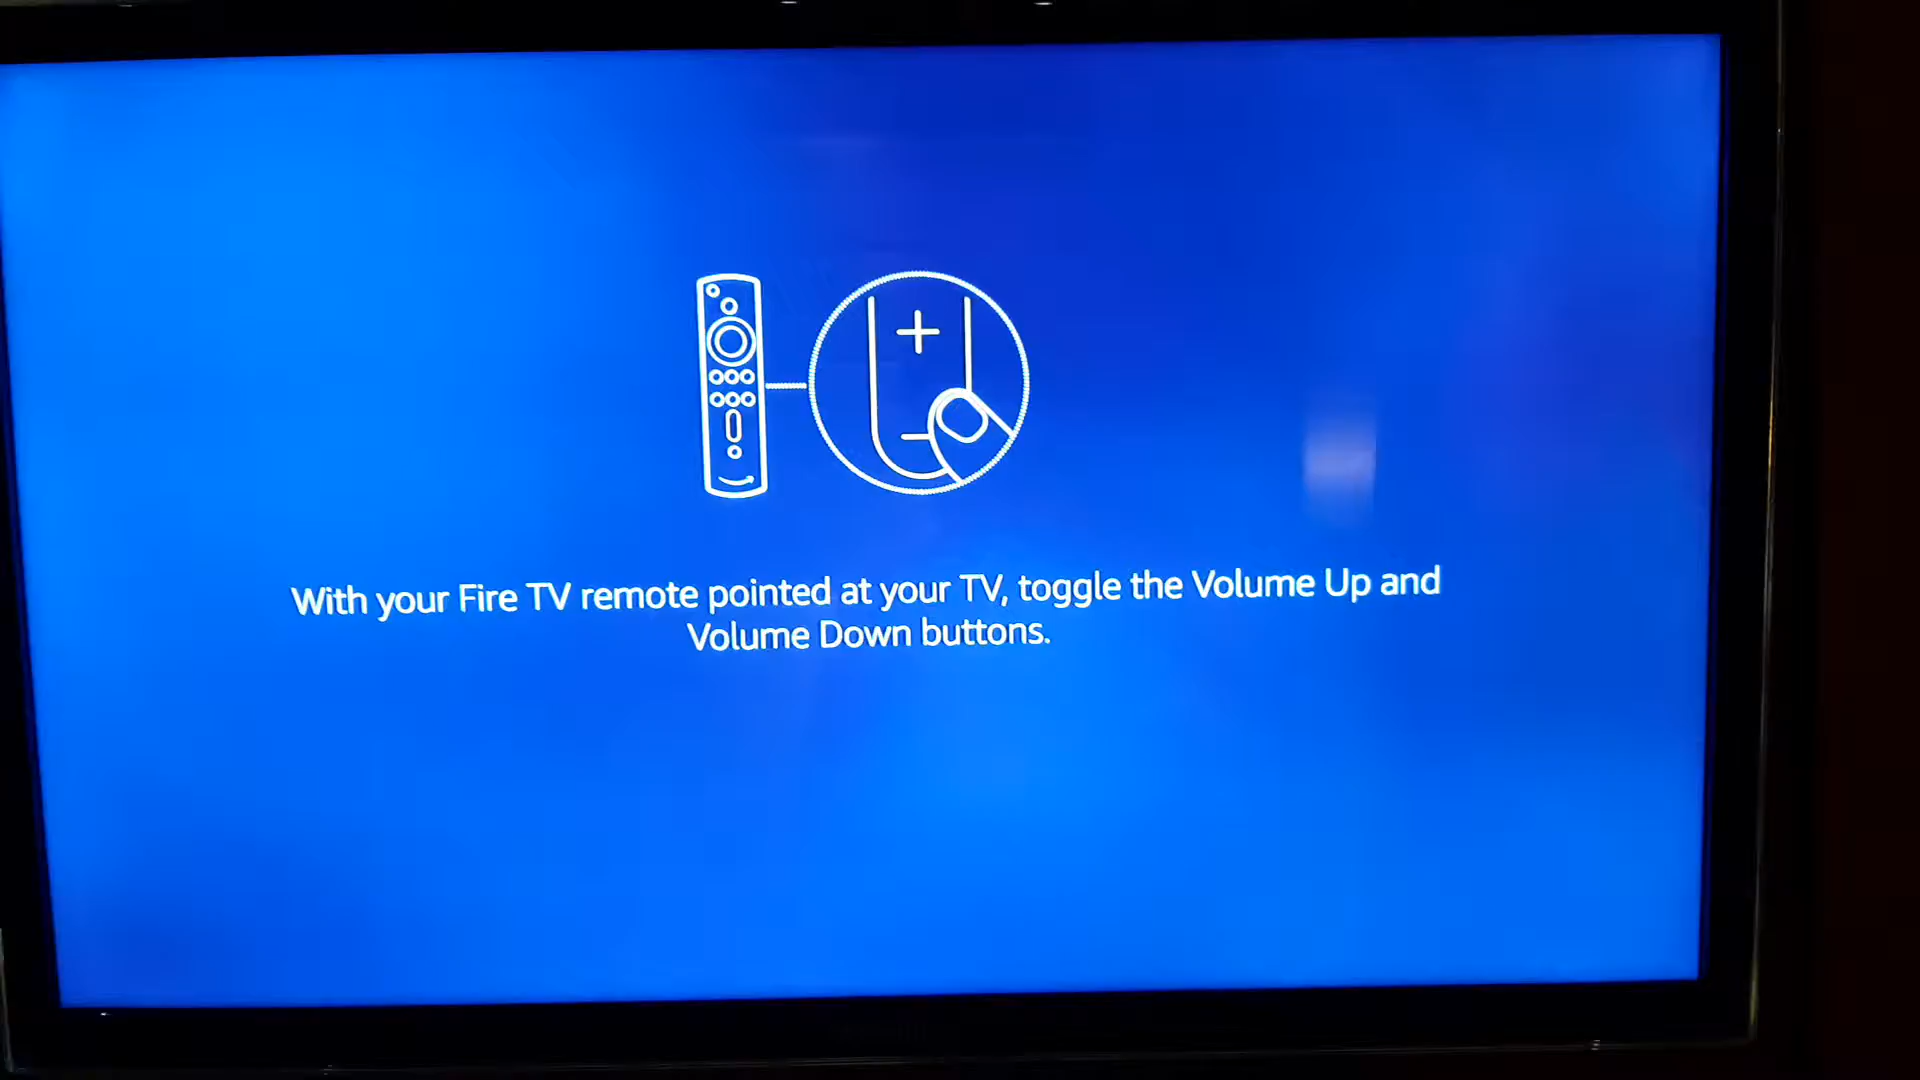 With your Fire TV remote pointed at your TV, toggle the Volume Up and
Volume Down buttons.